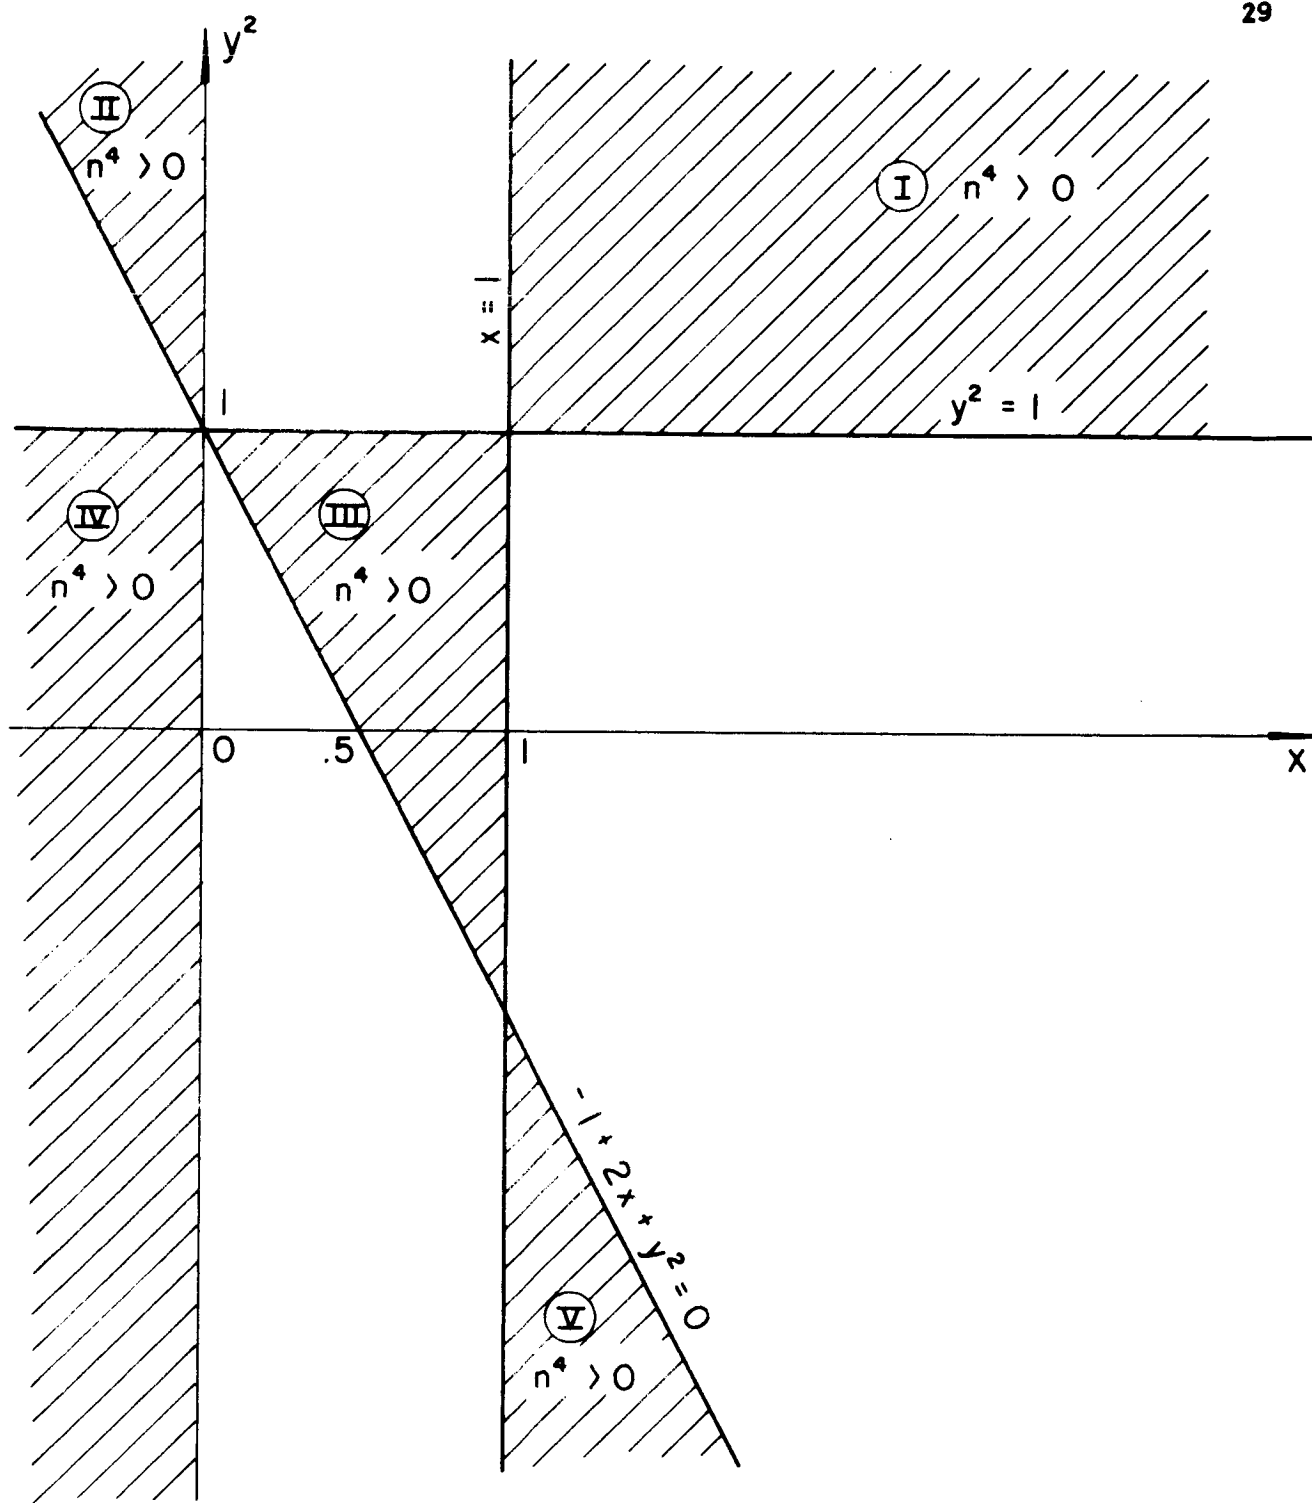 29
y²
II
n⁴ > 0
I n⁴ > 0
x = 1
1
y² = 1
IV
III
n⁴ > 0
n⁴ > 0
0 .5 1
x
-1 + 2x + y² = 0
V
n⁴ > 0